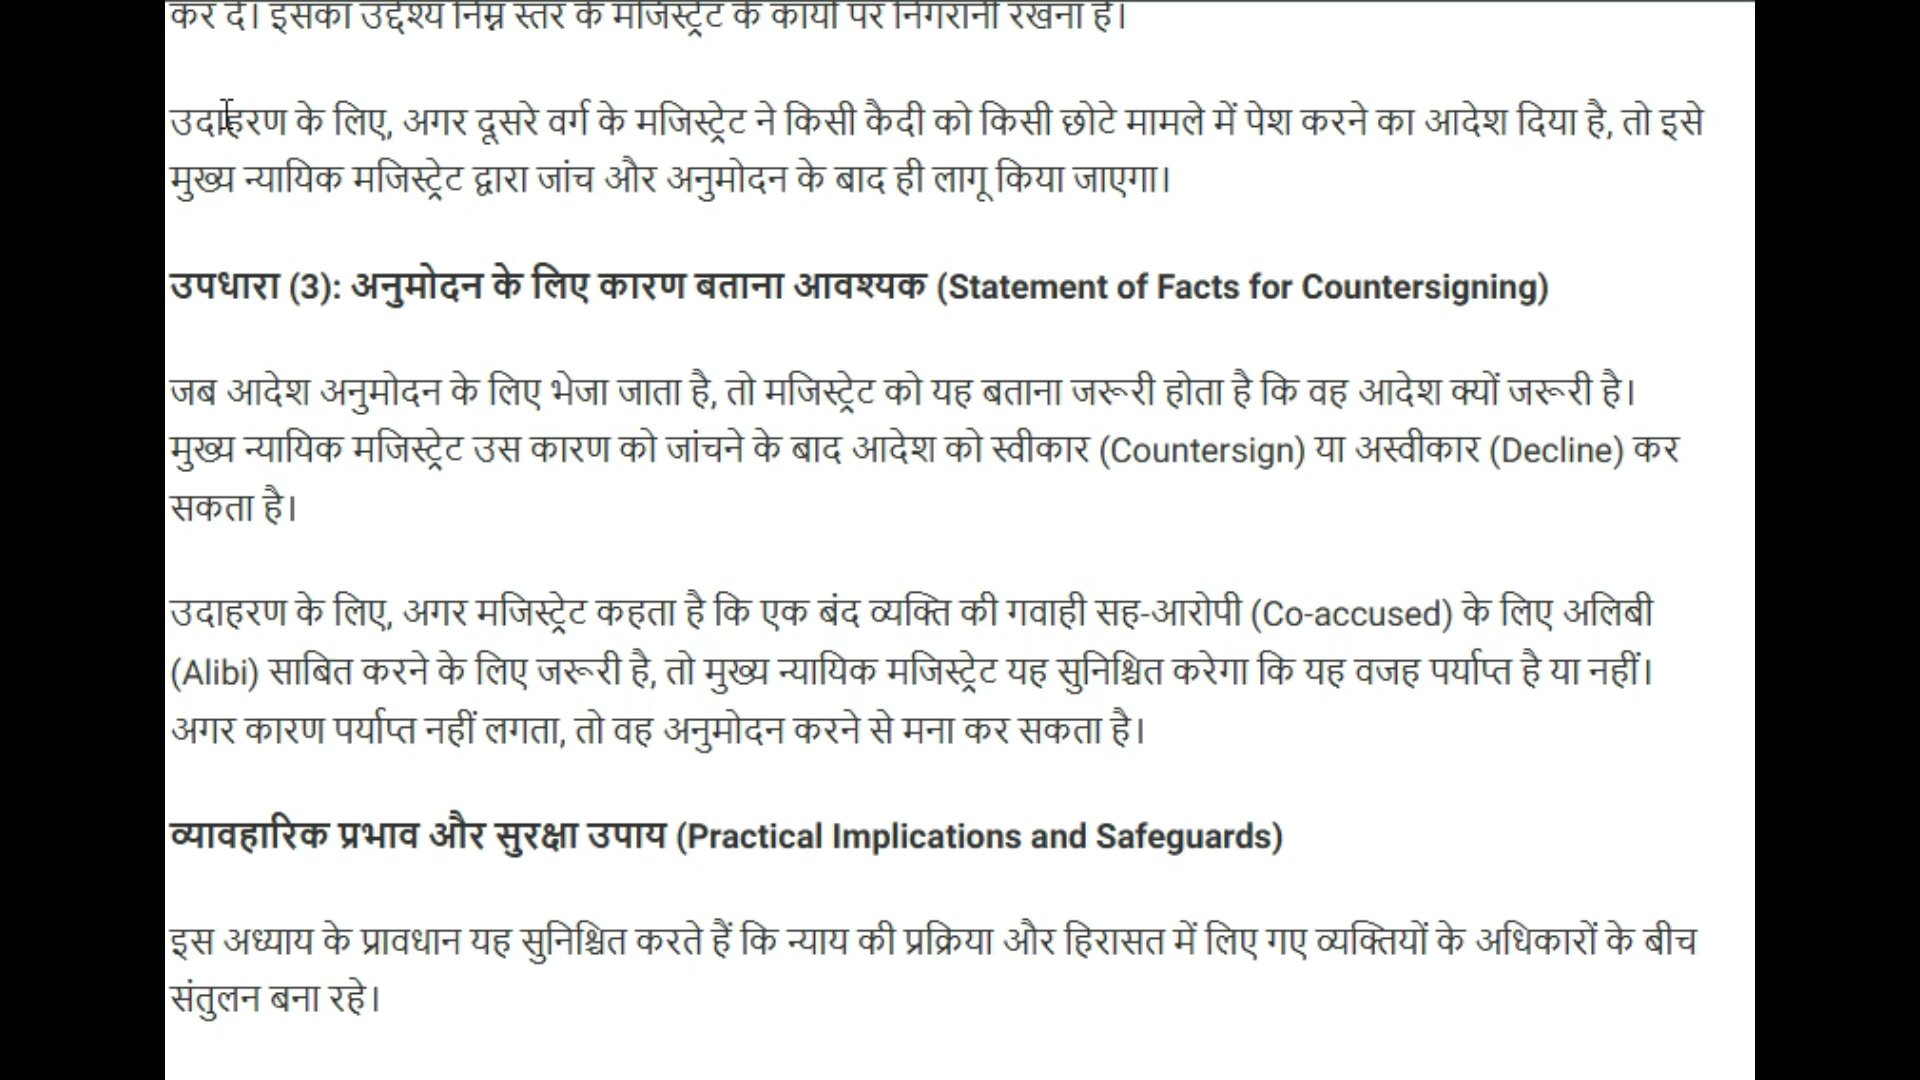 कर दे। इसका उद्देश्य निम्न स्तर के मजिस्ट्रेट के कार्यों पर निगरानी रखना है।
उदाहरण के लिए, अगर दूसरे वर्ग के मजिस्ट्रेट ने किसी कैदी को किसी छोटे मामले में पेश करने का आदेश दिया है, तो इसे
मुख्य न्यायिक मजिस्ट्रेट द्वारा जांच और अनुमोदन के बाद ही लागू किया जाएगा।
उपधारा (3): अनुमोदन के लिए कारण बताना आवश्यक (Statement of Facts for Countersigning)
जब आदेश अनुमोदन के लिए भेजा जाता है, तो मजिस्ट्रेट को यह बताना जरूरी होता है कि वह आदेश क्यों जरूरी है।
मुख्य न्यायिक मजिस्ट्रेट उस कारण को जांचने के बाद आदेश को स्वीकार (Countersign) या अस्वीकार (Decline) कर
सकता है।
उदाहरण के लिए, अगर मजिस्ट्रेट कहता है कि एक बंद व्यक्ति की गवाही सह-आरोपी (Co-accused) के लिए अलिबी
(Alibi) साबित करने के लिए जरूरी है, तो मुख्य न्यायिक मजिस्ट्रेट यह सुनिश्चित करेगा कि यह वजह पर्याप्त है या नहीं।
अगर कारण पर्याप्त नहीं लगता, तो वह अनुमोदन करने से मना कर सकता है।
व्यावहारिक प्रभाव और सुरक्षा उपाय (Practical Implications and Safeguards)
इस अध्याय के प्रावधान यह सुनिश्चित करते हैं कि न्याय की प्रक्रिया और हिरासत में लिए गए व्यक्तियों के अधिकारों के बीच
संतुलन बना रहे।